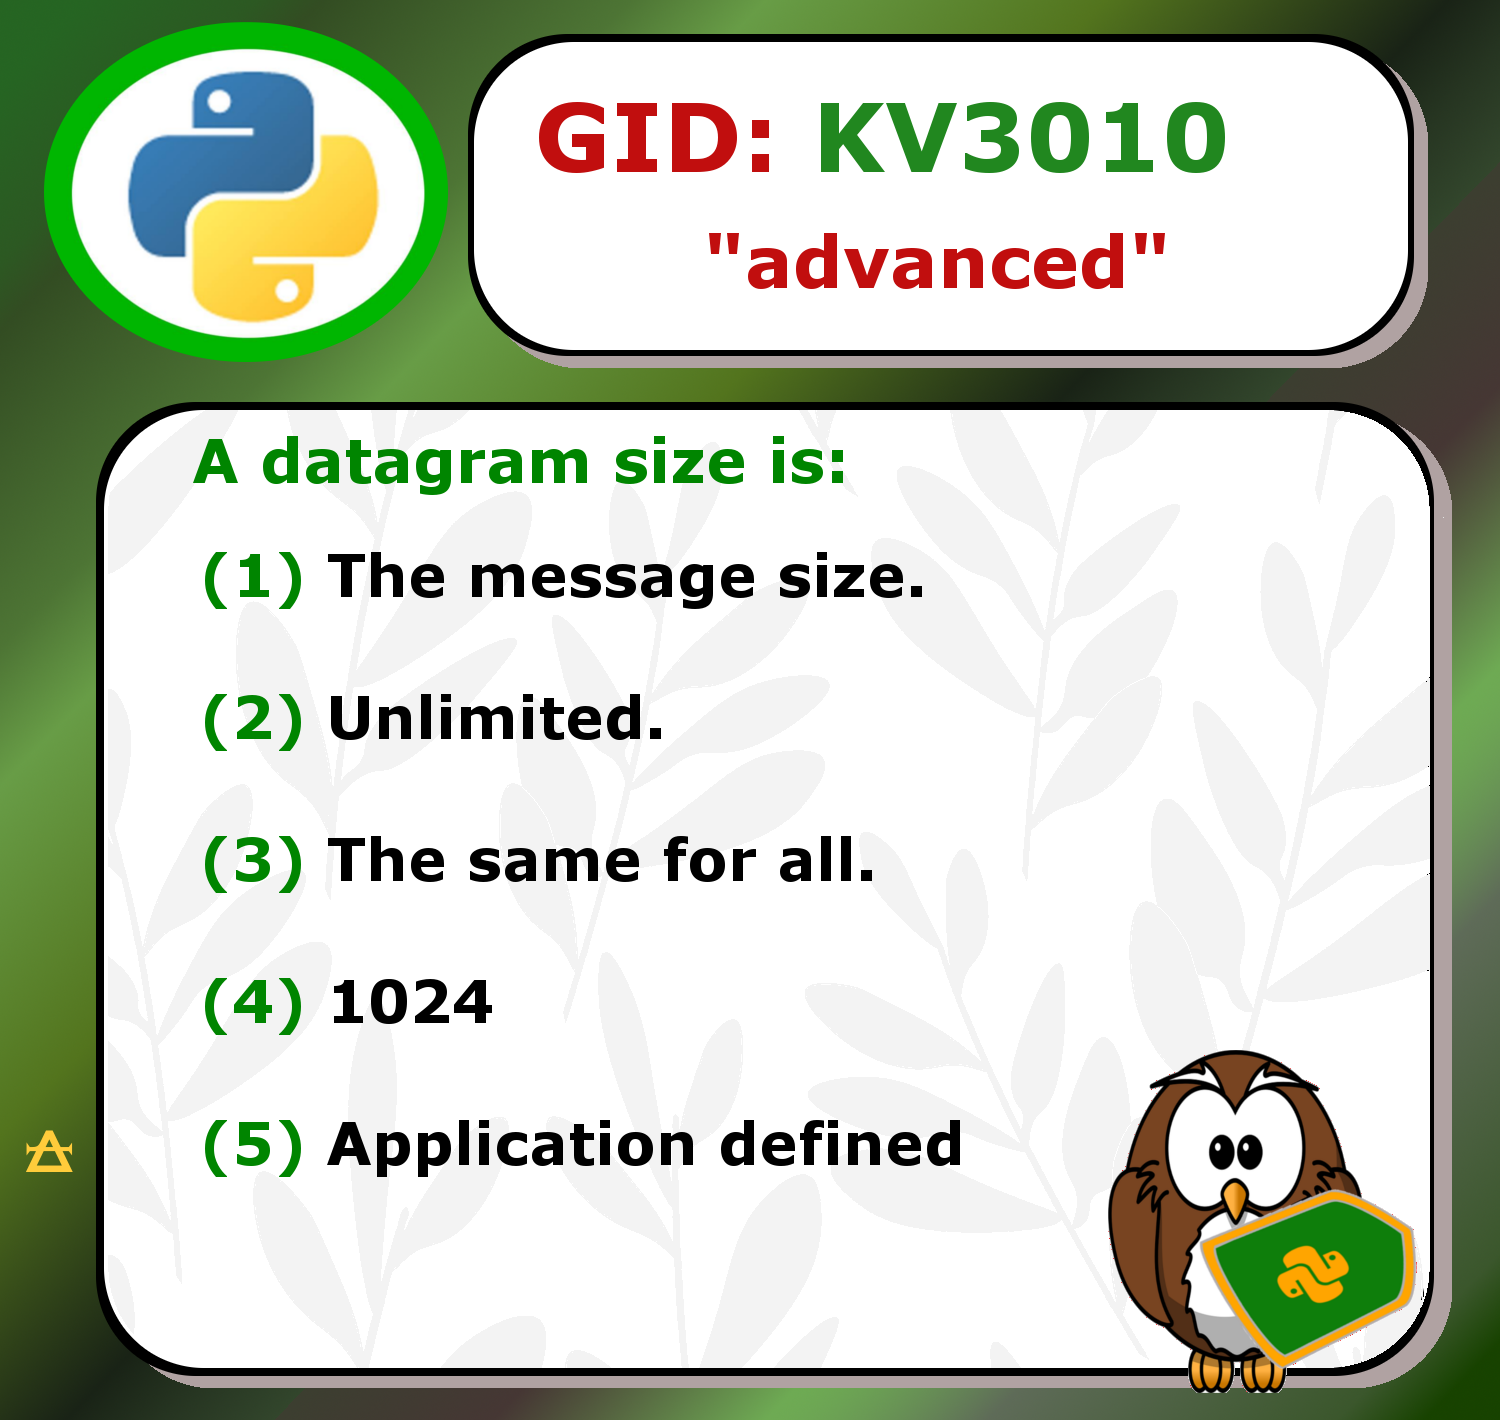 GID: KV3010
"advanced"
A datagram size is:
(1) The message size.
(2) Unlimited.
(3) The same for all.
(4) 1024
(5) Application defined